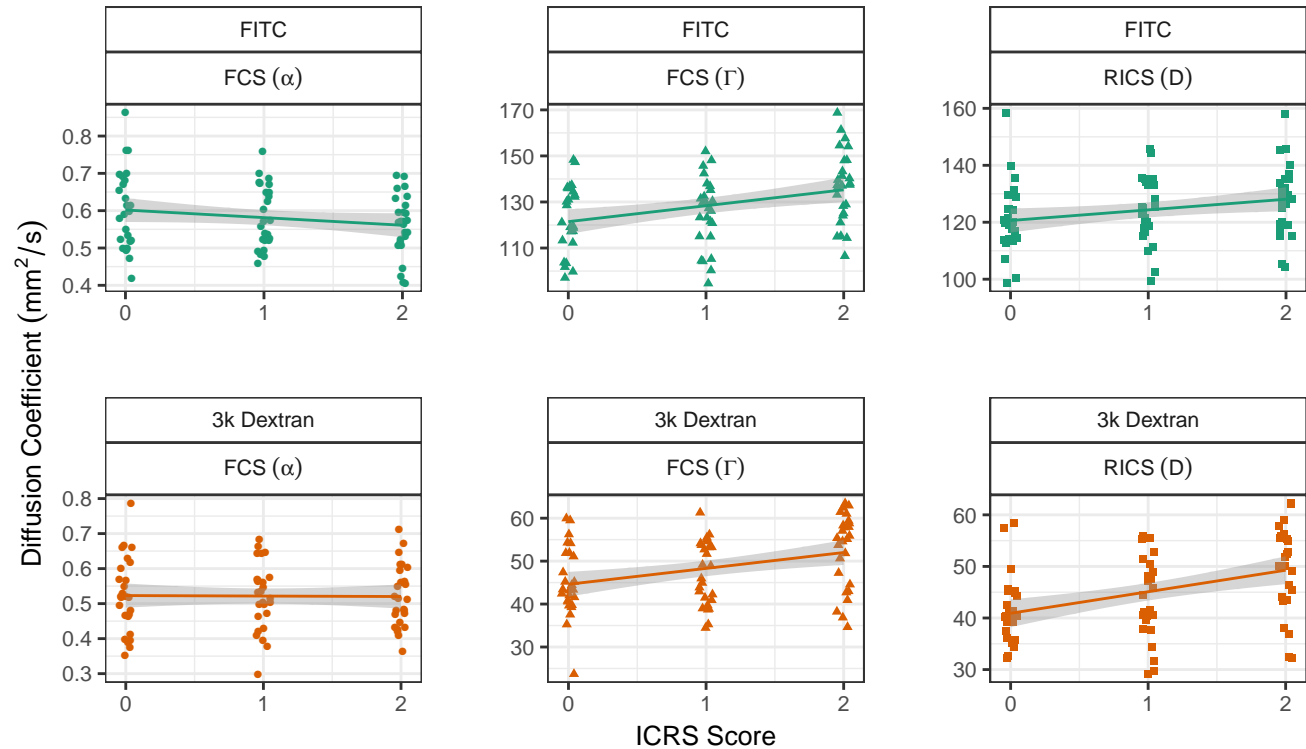 FITC
FCS (α)
0.8
0.7
0.6
0.5
0.4
0 1 2
FITC
FCS (Γ)
170
150
130
110
0 1 2
FITC
RICS (D)
160
140
120
100
0 1 2
Diffusion Coefficient (mm²/s)
3k Dextran
FCS (α)
0.8
0.7
0.6
0.5
0.4
0.3
0 1 2
3k Dextran
FCS (Γ)
60
50
40
30
0 1 2
3k Dextran
RICS (D)
60
50
40
30
0 1 2
ICRS Score